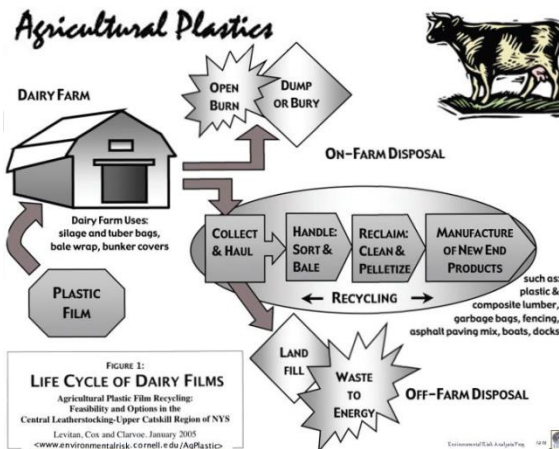 Agricultural Plastics
DAIRY FARM
OPEN
BURN
DUMP
OR BURY
ON-FARM DISPOSAL
Dairy Farm Uses:
silage and tuber bags,
bale wrap, bunker covers
PLASTIC
FILM
COLLECT
& HAUL
HANDLE:
SORT &
BALE
RECLAIM:
CLEAN &
PELLETIZE
MANUFACTURE
OF NEW END
PRODUCTS
← RECYCLING →
such as:
plastic &
composite lumber,
garbage bags, fencing,
asphalt paving mix, boats, docks
LAND
FILL
WASTE
TO
ENERGY
OFF-FARM DISPOSAL
FIGURE 1:
LIFE CYCLE OF DAIRY FILMS
Agricultural Plastic Film Recycling:
Feasibility and Options in the
Central Leatherstocking-Upper Catskill Region of NYS
Levitan, Cox and Clarvoe. January 2005
<www.environmentalrisk.cornell.edu/AgPlastic>